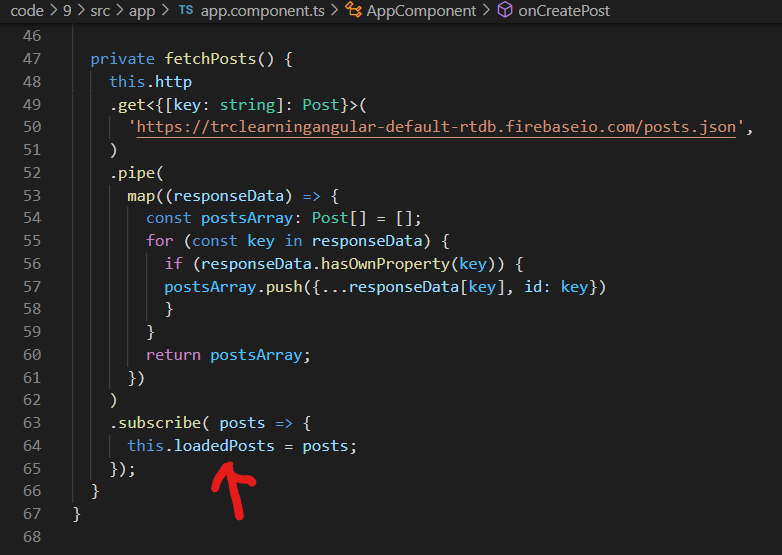 code > 9 > src > app > TS app.component.ts > AppComponent > onCreatePost
46
47 private fetchPosts() {
48 this.http
49 .get<{[key: string]: Post}>(
50 'https://trclearningangular-default-rtdb.firebaseio.com/posts.json',
51 )
52 .pipe(
53 map((responseData) => {
54 const postsArray: Post[] = [];
55 for (const key in responseData) {
56 if (responseData.hasOwnProperty(key)) {
57 postsArray.push({...responseData[key], id: key})
58 }
59 }
60 return postsArray;
61 })
62 )
63 .subscribe( posts => {
64 this.loadedPosts = posts;
65 });
66 }
67 }
68